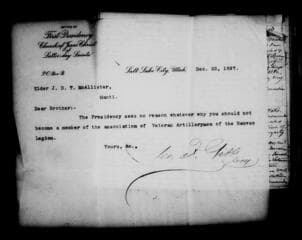 OFFICE OF
First Presidency
Church of Jesus Christ
Latter-day Saints
P.O. Box B
Salt Lake City, Utah, Dec. 22, 1897.
Elder J. D. T. McAllister,
Manti.
Dear Brother:-
The Presidency sees no reason whatever why you should not
become a member of the association of Veteran Artillerymen of the Nauvoo
Legion.
Yours, &c.,
Secy